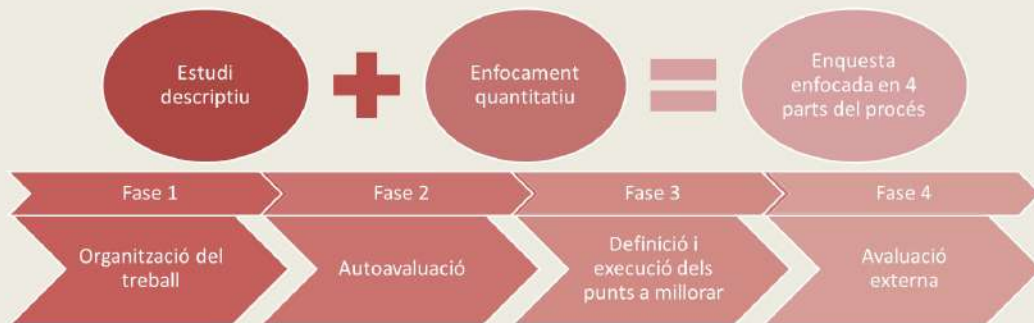 Estudi
descriptiu
Enfocament
quantitatiu
Enquesta
enfocada en 4
parts del procés
Fase 1
Fase 2
Fase 3
Fase 4
Organització del
treball
Autoavaluació
Definició i
execució dels
punts a millorar
Avaluació
externa